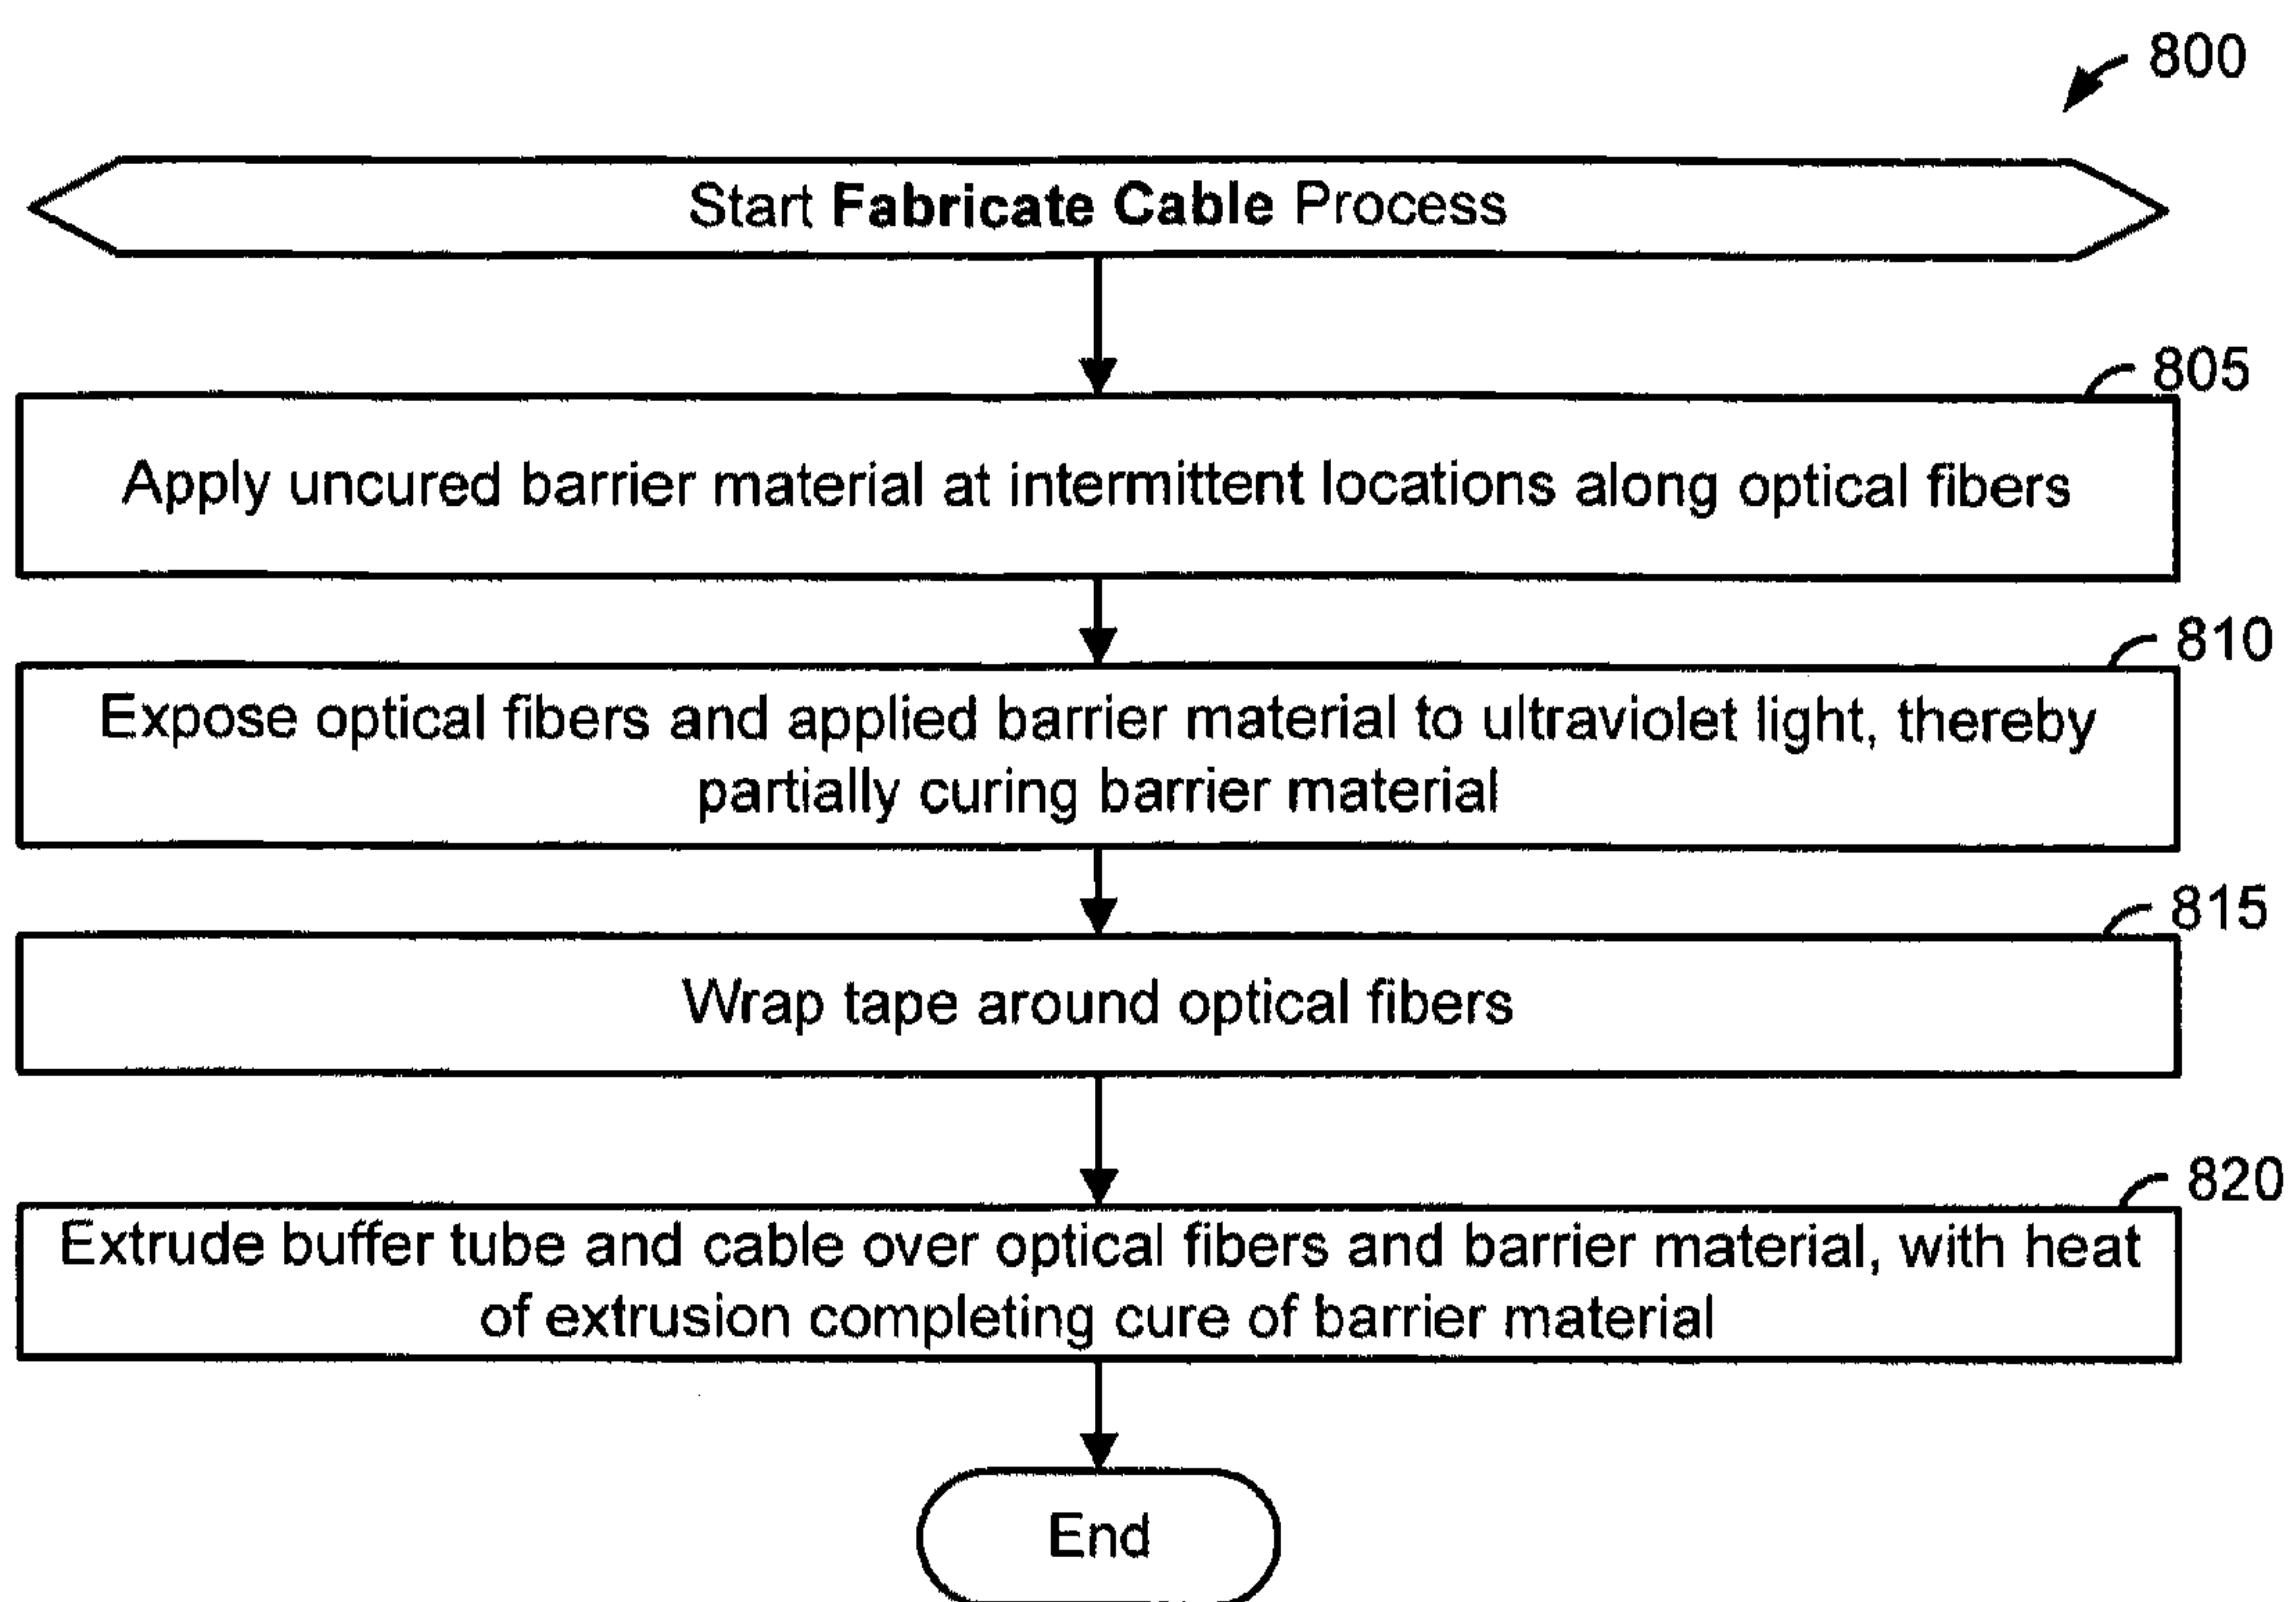 800
Start Fabricate Cable Process
805
Apply uncured barrier material at intermittent locations along optical fibers
810
Expose optical fibers and applied barrier material to ultraviolet light, thereby
partially curing barrier material
815
Wrap tape around optical fibers
820
Extrude buffer tube and cable over optical fibers and barrier material, with heat
of extrusion completing cure of barrier material
End